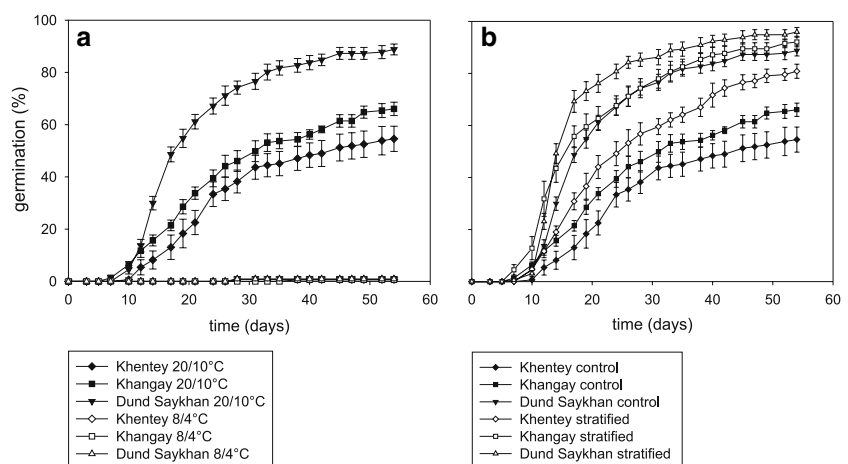 a
b
100
80
60
40
20
0
germination (%)
0 10 20 30 40 50 60
0 10 20 30 40 50 60
time (days)
time (days)
Khentey 20/10°C
Khangay 20/10°C
Dund Saykhan 20/10°C
Khentey 8/4°C
Khangay 8/4°C
Dund Saykhan 8/4°C
Khentey control
Khangay control
Dund Saykhan control
Khentey stratified
Khangay stratified
Dund Saykhan stratified